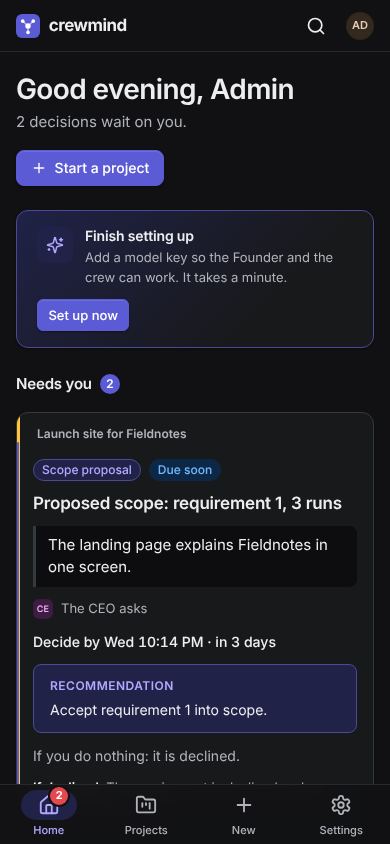 crewmind
AD
Good evening, Admin
2 decisions wait on you.
+ Start a project
Finish setting up
Add a model key so the Founder and the
crew can work. It takes a minute.
Set up now
Needs you 2
Launch site for Fieldnotes
Scope proposal Due soon
Proposed scope: requirement 1, 3 runs
The landing page explains Fieldnotes in
one screen.
CE The CEO asks
Decide by Wed 10:14 PM · in 3 days
RECOMMENDATION
Accept requirement 1 into scope.
If you do nothing: it is declined.
2
Home Projects New Settings